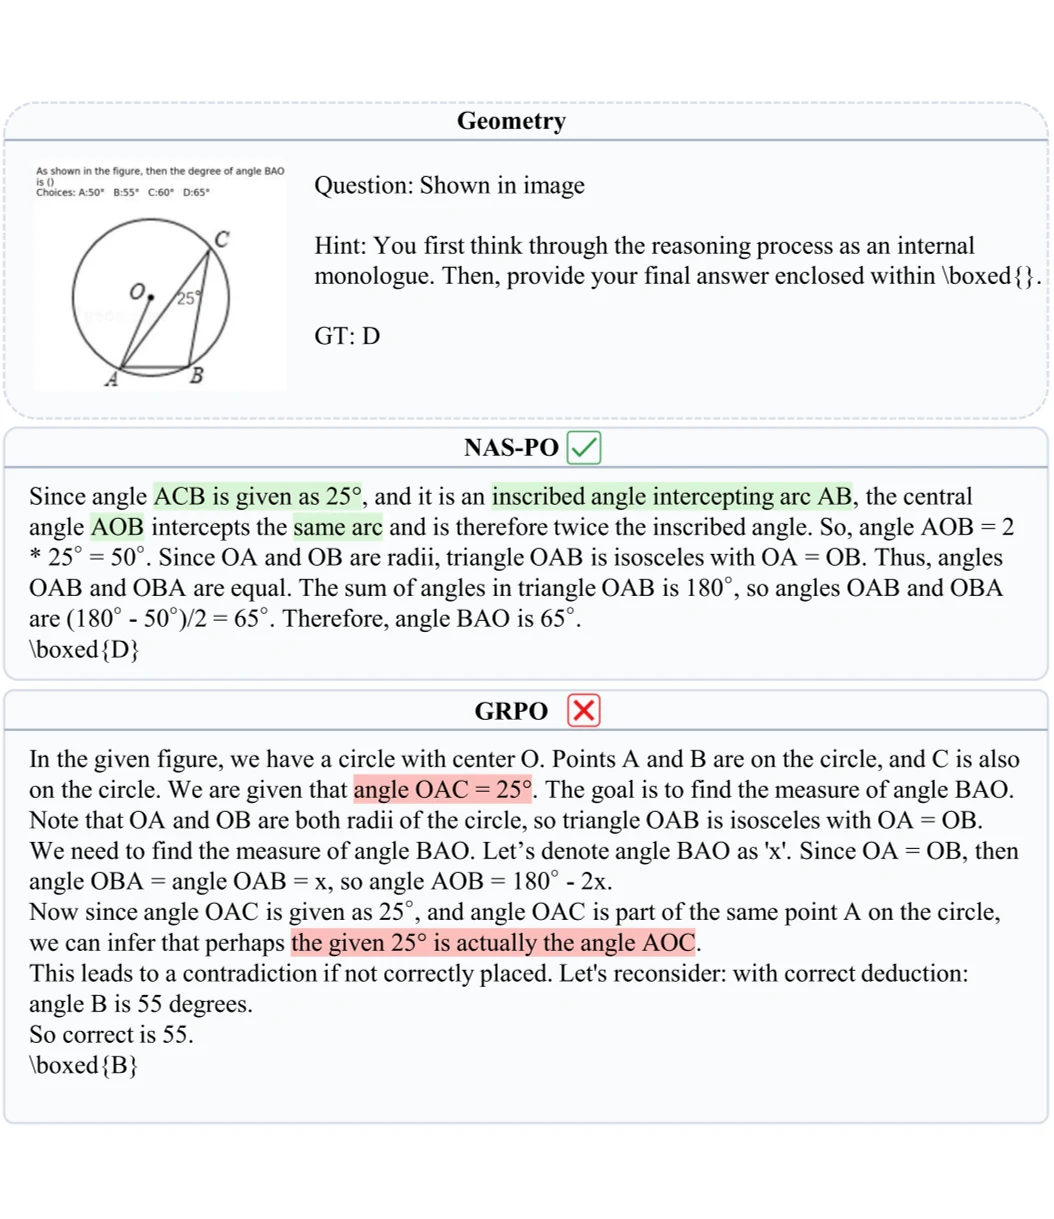 Geometry
As shown in the figure, then the degree of angle BAO
is ()
Choices: A:50° B:55° C:60° D:65°
C
O
25°
A
B
Question: Shown in image
Hint: You first think through the reasoning process as an internal
monologue. Then, provide your final answer enclosed within \boxed{}.
GT: D
NAS-PO
Since angle ACB is given as 25°, and it is an inscribed angle intercepting arc AB, the central
angle AOB intercepts the same arc and is therefore twice the inscribed angle. So, angle AOB = 2
* 25° = 50°. Since OA and OB are radii, triangle OAB is isosceles with OA = OB. Thus, angles
OAB and OBA are equal. The sum of angles in triangle OAB is 180°, so angles OAB and OBA
are (180° - 50°)/2 = 65°. Therefore, angle BAO is 65°.
\boxed{D}
GRPO
In the given figure, we have a circle with center O. Points A and B are on the circle, and C is also
on the circle. We are given that angle OAC = 25°. The goal is to find the measure of angle BAO.
Note that OA and OB are both radii of the circle, so triangle OAB is isosceles with OA = OB.
We need to find the measure of angle BAO. Let’s denote angle BAO as 'x'. Since OA = OB, then
angle OBA = angle OAB = x, so angle AOB = 180° - 2x.
Now since angle OAC is given as 25°, and angle OAC is part of the same point A on the circle,
we can infer that perhaps the given 25° is actually the angle AOC.
This leads to a contradiction if not correctly placed. Let's reconsider: with correct deduction:
angle B is 55 degrees.
So correct is 55.
\boxed{B}